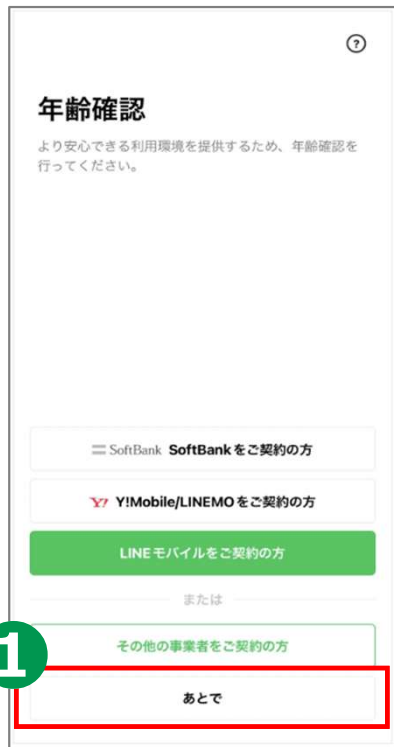 ?
年齢確認
より安心できる利用環境を提供するため、年齢確認を
行ってください。
SoftBank SoftBankをご契約の方
Y! Y!Mobile/LINEMOをご契約の方
LINEモバイルをご契約の方
または
その他の事業者をご契約の方
1
あとで